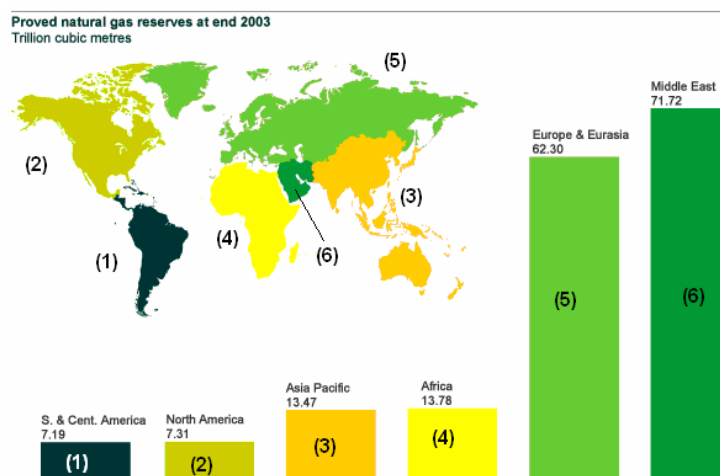 Proved natural gas reserves at end 2003
Trillion cubic metres
(5)
Middle East
71.72
Europe & Eurasia
62.30
(2)
(3)
(4)
(6)
(1)
(5)
(6)
Asia Pacific
13.47
Africa
13.78
S. & Cent. America
7.19
North America
7.31
(1)
(2)
(3)
(4)